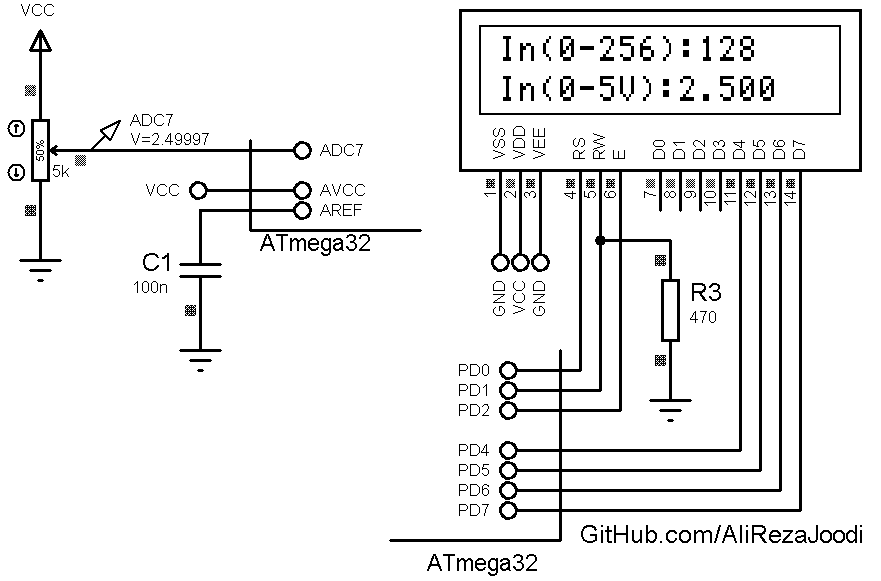 VCC
In(0-256):128
In(0-5V):2.500
ADC7
V=2.49997
50%
5k
ADC7
VCC
AVCC
AREF
ATmega32
C1
100n
VSS
VDD
VEE
RS
RW
E
D0
D1
D2
D3
D4
D5
D6
D7
1
2
3
4
5
6
7
8
9
10
11
12
13
14
GND
VCC
GND
R3
470
PD0
PD1
PD2
PD4
PD5
PD6
PD7
GitHub.com/AliRezaJoodi
ATmega32